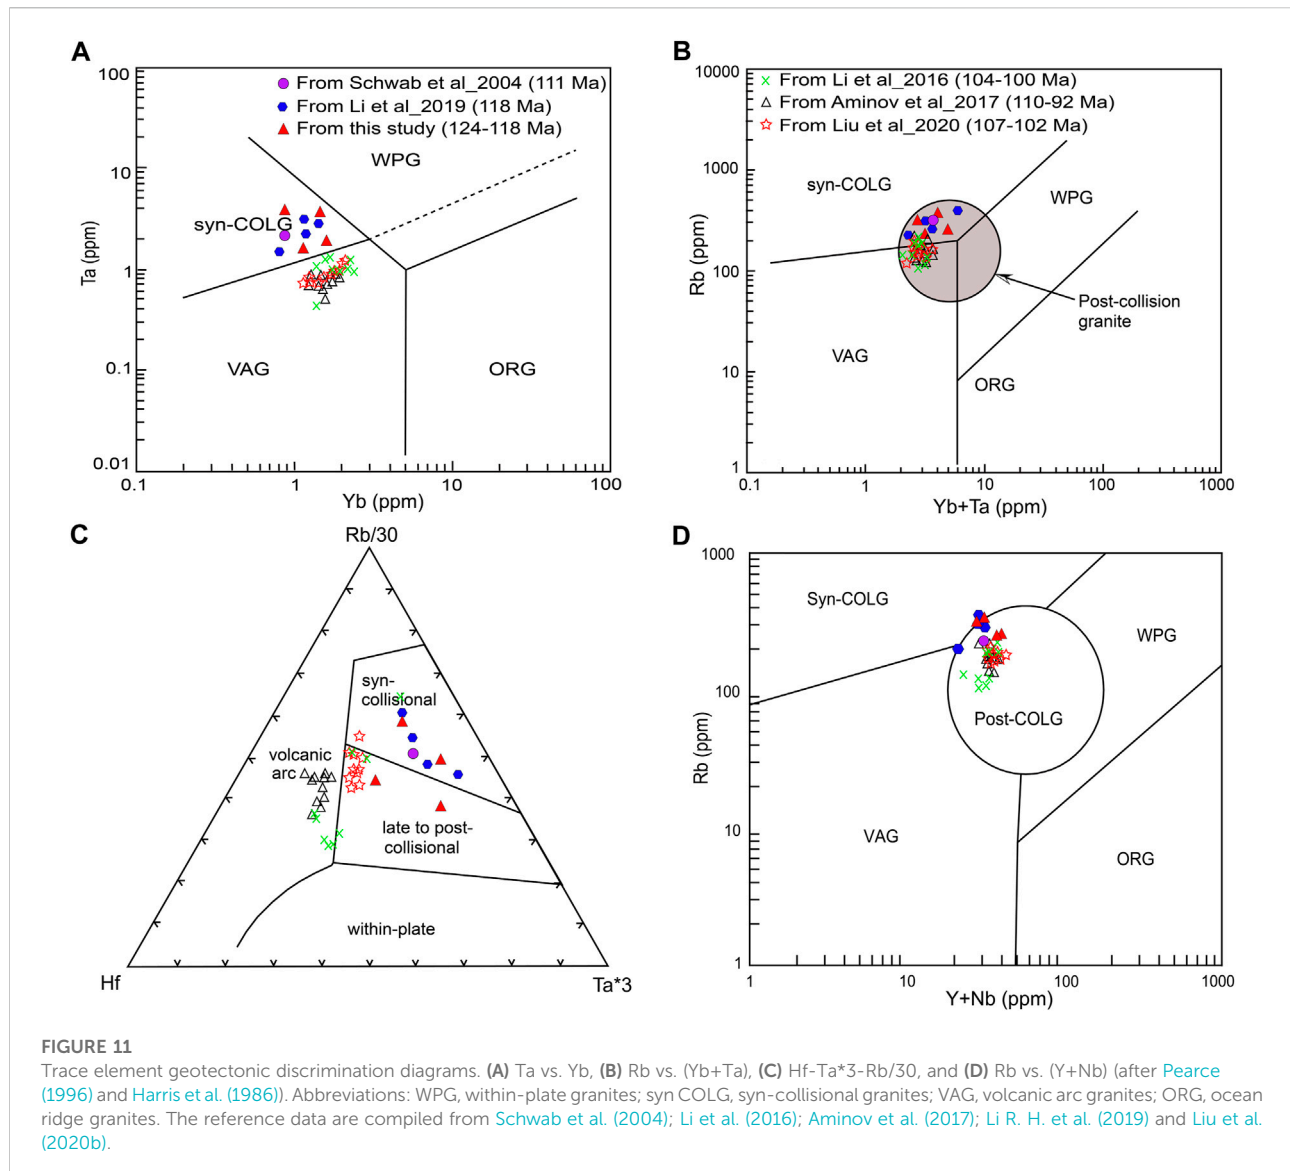 A
100
10
1
0.1
0.01
Ta (ppm)
From Schwab et al_2004 (111 Ma)
From Li et al_2019 (118 Ma)
From this study (124-118 Ma)
WPG
syn-COLG
VAG
ORG
0.1
1
10
100
Yb (ppm)
B
10000
1000
100
10
1
Rb (ppm)
From Li et al_2016 (104-100 Ma)
From Aminov et al_2017 (110-92 Ma)
From Liu et al_2020 (107-102 Ma)
syn-COLG
WPG
Post-collision
granite
VAG
ORG
0.1
1
10
100
1000
Yb+Ta (ppm)
C
Rb/30
syn-
collisional
volcanic
arc
late to post-
collisional
within-plate
Hf
Ta*3
D
1000
100
10
1
Rb (ppm)
Syn-COLG
WPG
Post-COLG
VAG
ORG
1
10
100
1000
Y+Nb (ppm)
FIGURE 11
Trace element geotectonic discrimination diagrams. (A) Ta vs. Yb, (B) Rb vs. (Yb+Ta), (C) Hf-Ta*3-Rb/30, and (D) Rb vs. (Y+Nb) (after Pearce
(1996) and Harris et al. (1986)). Abbreviations: WPG, within-plate granites; syn COLG, syn-collisional granites; VAG, volcanic arc granites; ORG, ocean
ridge granites. The reference data are compiled from Schwab et al. (2004); Li et al. (2016); Aminov et al. (2017); Li R. H. et al. (2019) and Liu et al.
(2020b).